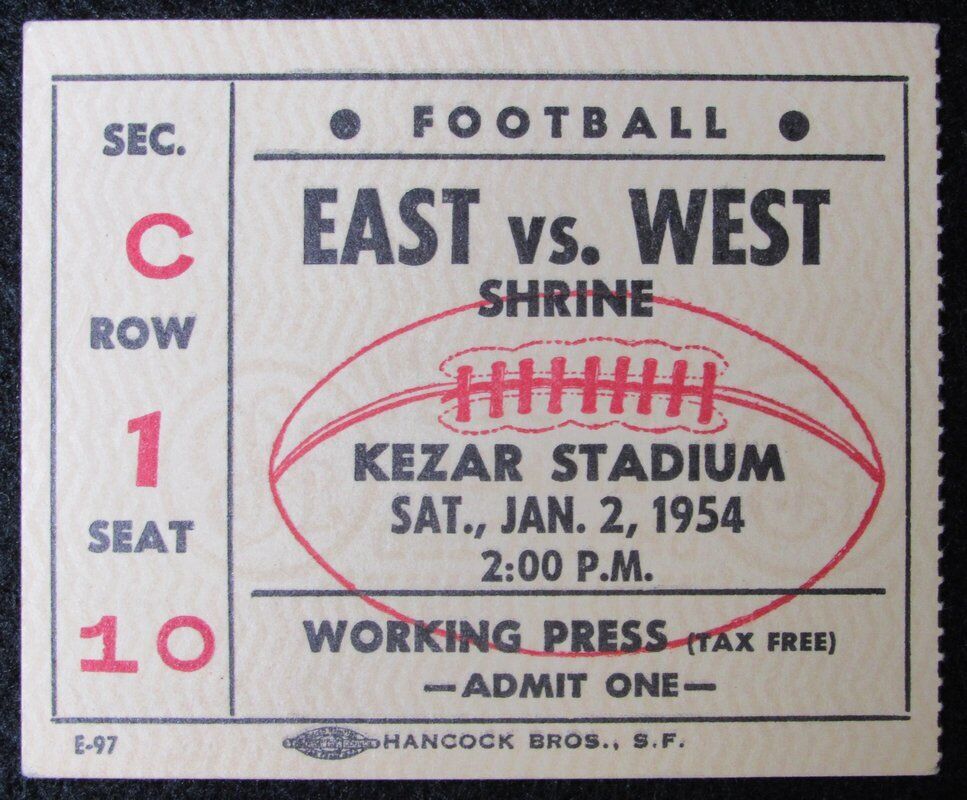 SEC.
C
ROW
1
SEAT
10
● FOOTBALL ●
EAST vs. WEST
SHRINE
KEZAR STADIUM
SAT., JAN. 2, 1954
2:00 P.M.
WORKING PRESS (TAX FREE)
—ADMIT ONE—
E-97
HANCOCK BROS., S.F.